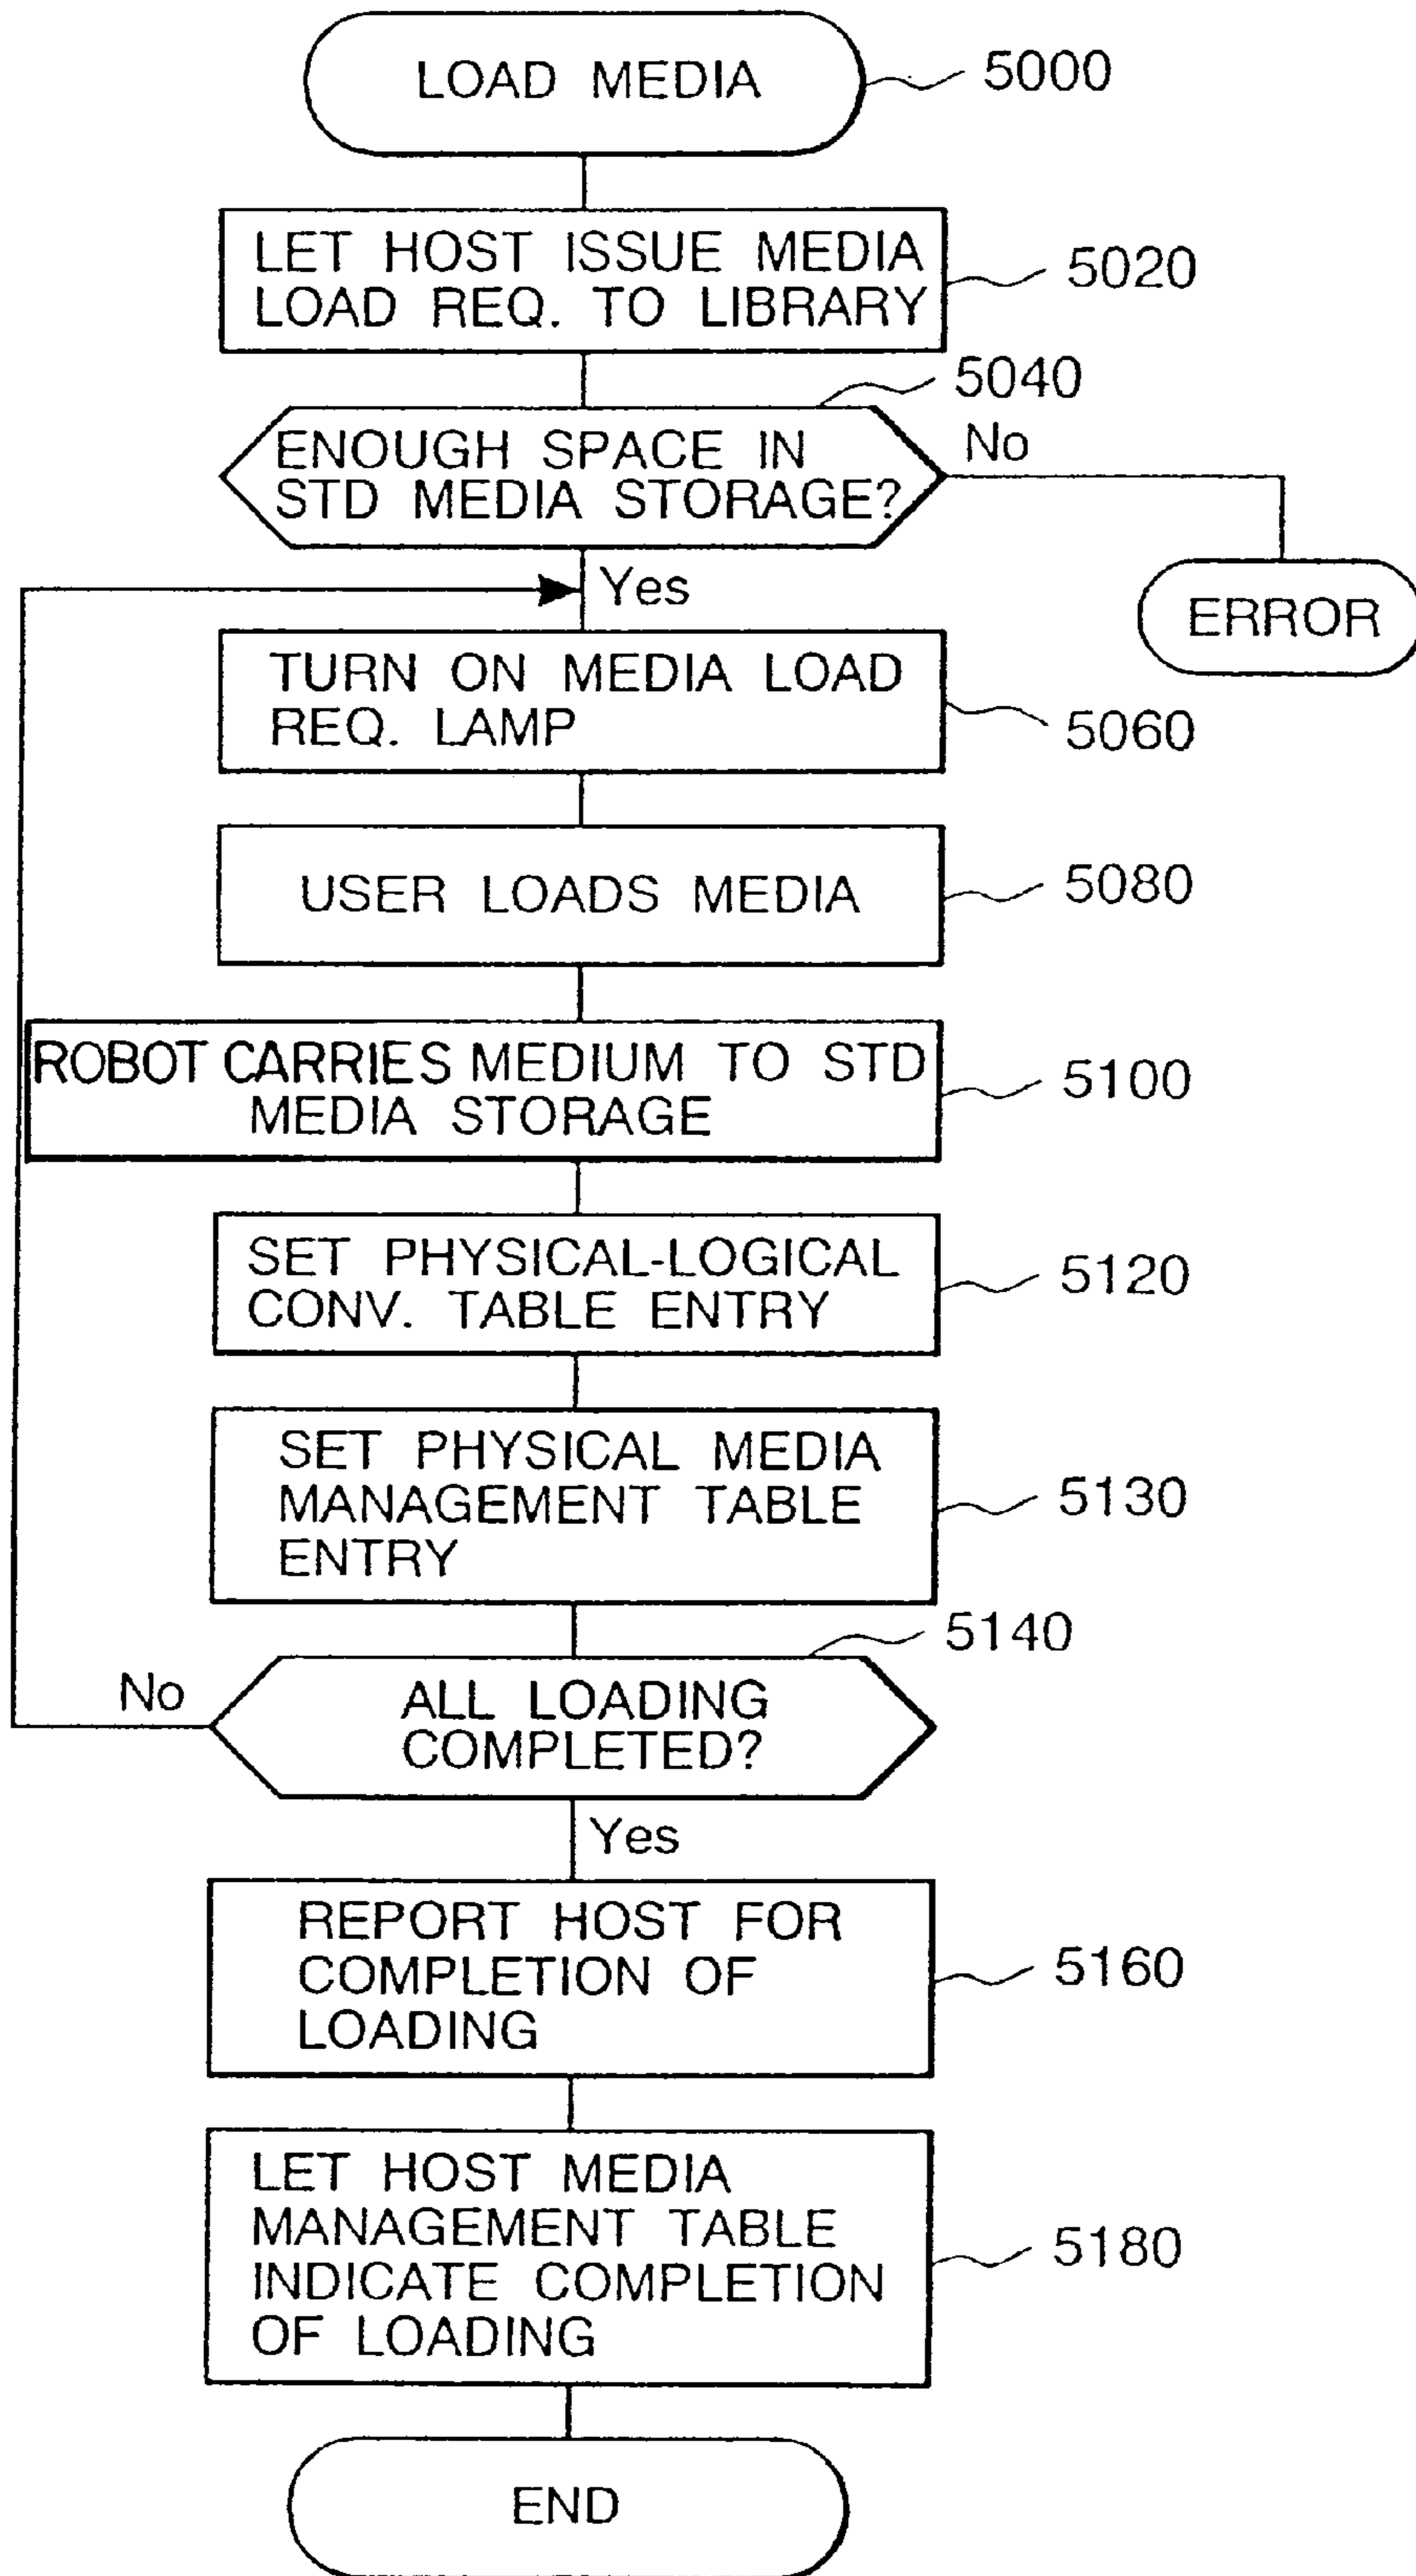 LOAD MEDIA
5000
LET HOST ISSUE MEDIA
LOAD REQ. TO LIBRARY
5020
5040
ENOUGH SPACE IN
STD MEDIA STORAGE?
No
Yes
ERROR
TURN ON MEDIA LOAD
REQ. LAMP
5060
USER LOADS MEDIA
5080
ROBOT CARRIES MEDIUM TO STD
MEDIA STORAGE
5100
SET PHYSICAL-LOGICAL
CONV. TABLE ENTRY
5120
SET PHYSICAL MEDIA
MANAGEMENT TABLE
ENTRY
5130
5140
No
ALL LOADING
COMPLETED?
Yes
REPORT HOST FOR
COMPLETION OF
LOADING
5160
LET HOST MEDIA
MANAGEMENT TABLE
INDICATE COMPLETION
OF LOADING
5180
END